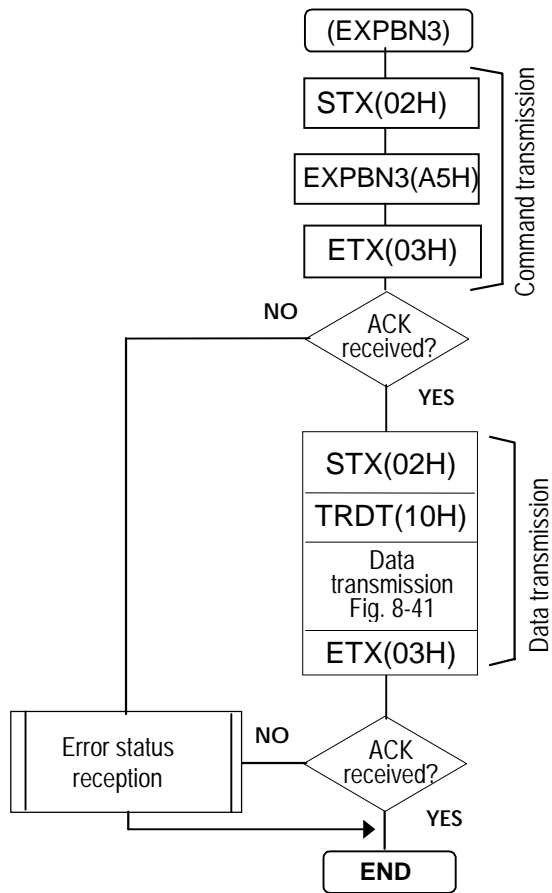 (EXPBN3)
STX(02H)
EXPBN3(A5H)
ETX(03H)
Command transmission
NO
ACK
received?
YES
STX(02H)
TRDT(10H)
Data
transmission
Fig. 8-41
ETX(03H)
Data transmission
Error status
reception
NO
ACK
received?
YES
END